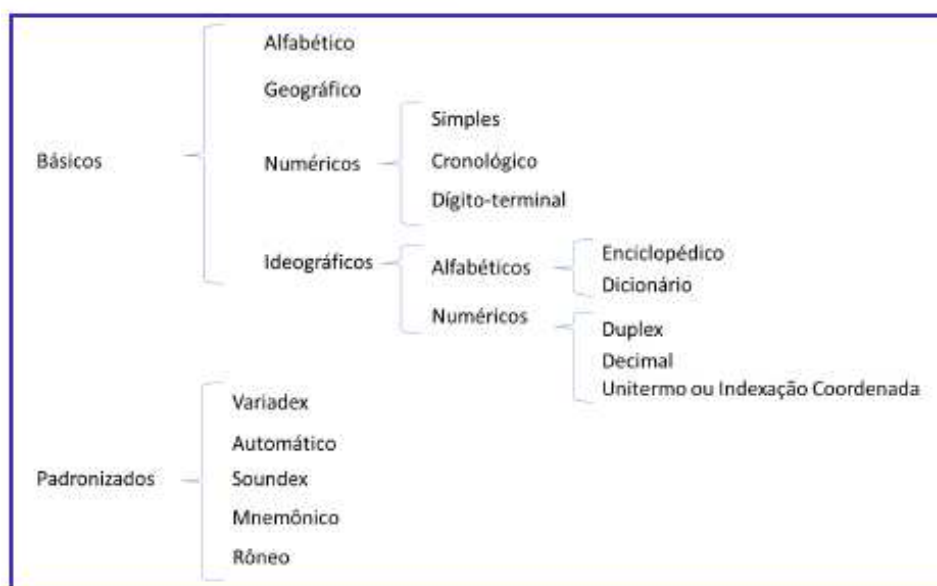 Básicos
Alfabético
Geográfico
Numéricos
Simples
Cronológico
Dígito-terminal
Ideográficos
Alfabéticos
Enciclopédico
Dicionário
Numéricos
Duplex
Decimal
Unitermo ou Indexação Coordenada
Padronizados
Variadex
Automático
Soundex
Mnemônico
Rôneo